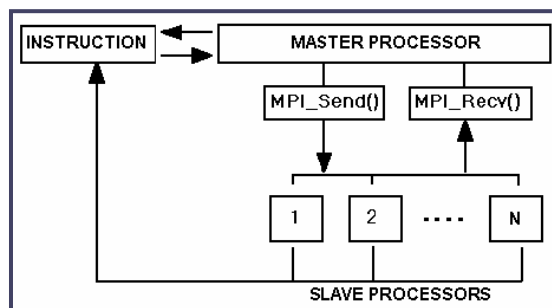 INSTRUCTION
MASTER PROCESSOR
MPI_Send()
MPI_Recv()
1 2 .... N
SLAVE PROCESSORS